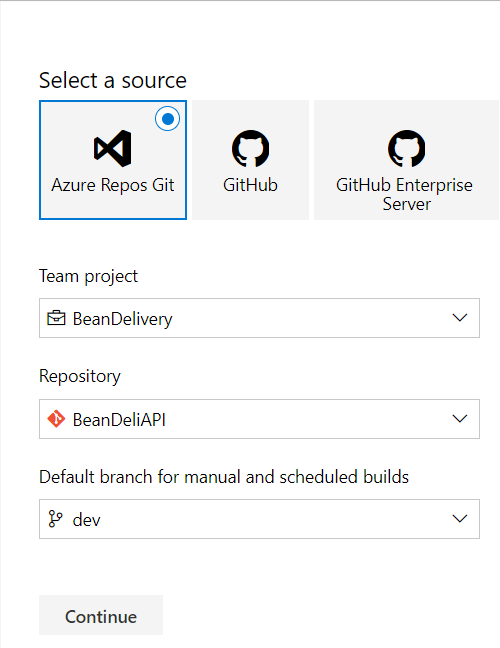 Select a source
Azure Repos Git
GitHub
GitHub Enterprise
Server
Team project
BeanDelivery
Repository
BeanDeliAPI
Default branch for manual and scheduled builds
dev
Continue